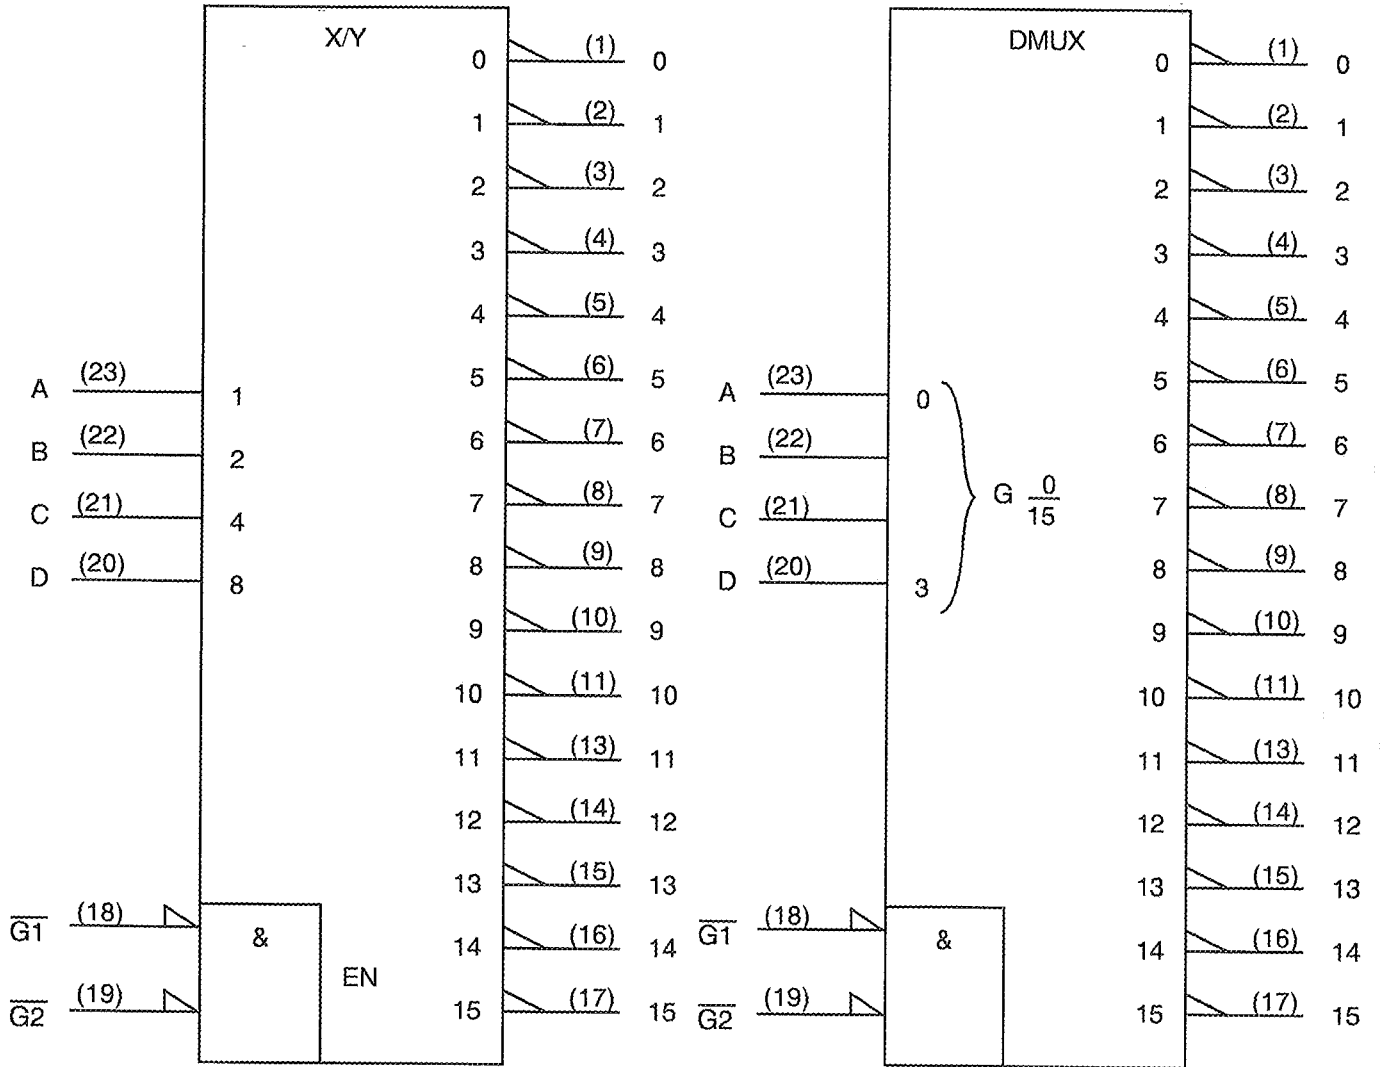 X/Y
0 (1) 0
1 (2) 1
2 (3) 2
3 (4) 3
4 (5) 4
A (23) 1 5 (6) 5
B (22) 2 6 (7) 6
C (21) 4 7 (8) 7
D (20) 8 8 (9) 8
9 (10) 9
10 (11) 10
11 (13) 11
12 (14) 12
13 (15) 13
G1 (18) & 14 (16) 14
G2 (19) EN 15 (17) 15
DMUX
0 (1) 0
1 (2) 1
2 (3) 2
3 (4) 3
4 (5) 4
A (23) 0 5 (6) 5
B (22) 6 (7) 6
C (21) G 0/15 7 (8) 7
D (20) 3 8 (9) 8
9 (10) 9
10 (11) 10
11 (13) 11
12 (14) 12
13 (15) 13
G1 (18) & 14 (16) 14
G2 (19) 15 (17) 15